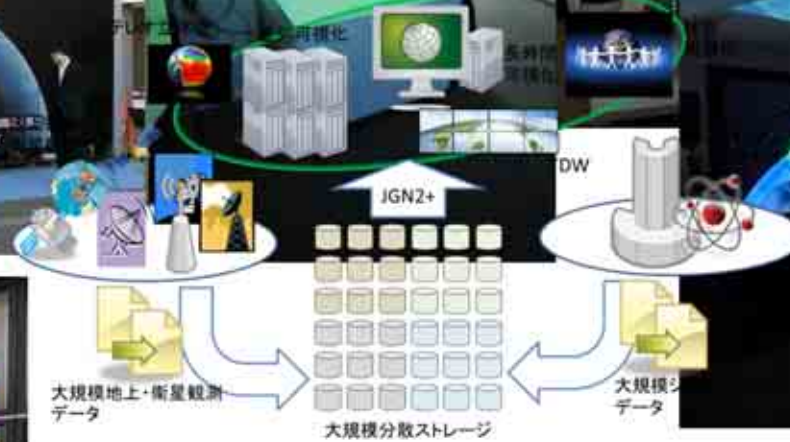 可視化
長時間
可視化
TDW
JGN2+
大規模地上・衛星観測
データ
大規模シ
データ
大規模分散ストレージ